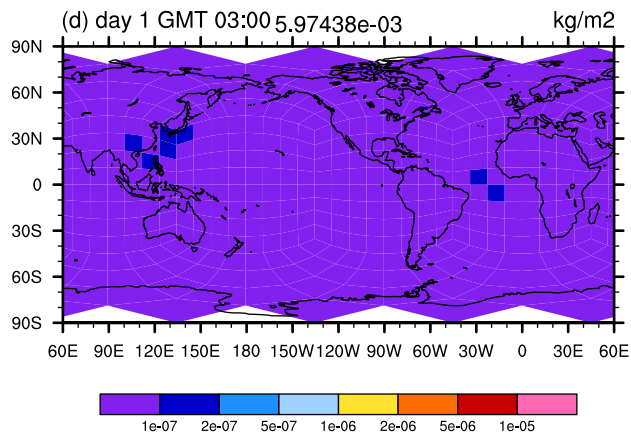 (d) day 1 GMT 03:00 5.97438e-03 kg/m2
90N
60N
30N
0
30S
60S
90S
60E 90E 120E 150E 180 150W 120W 90W 60W 30W 0 30E 60E
1e-07 2e-07 5e-07 1e-06 2e-06 5e-06 1e-05